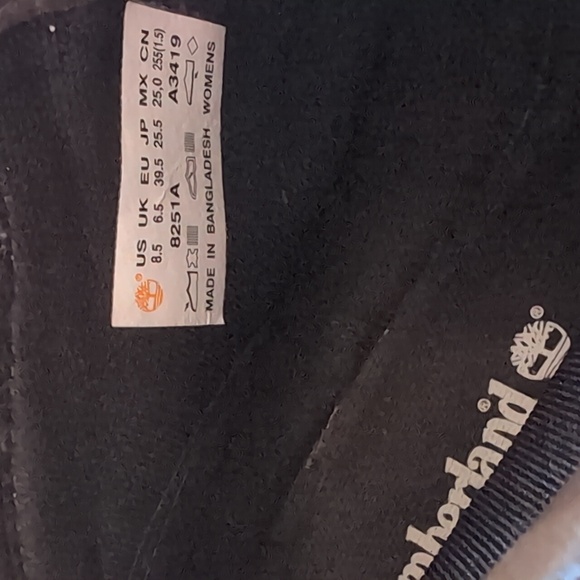 US UK EU JP MX CN
8.5 6.5 39.5 25.5 25,0 255(1.5)
8251A A3419
MADE IN BANGLADESH WOMENS
Timberland